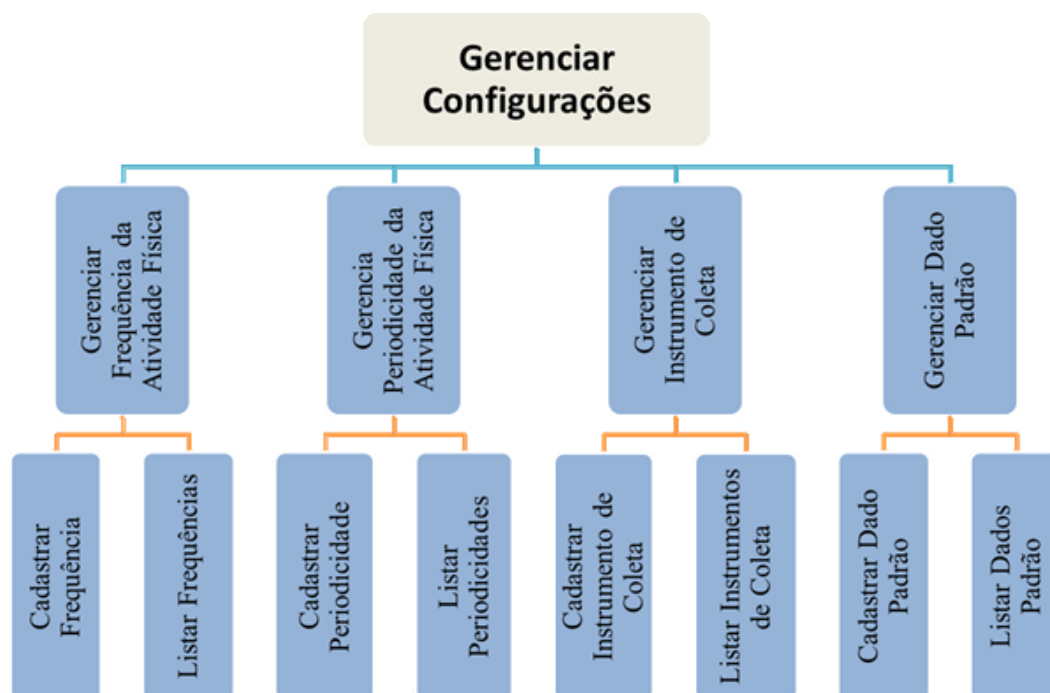 Gerenciar
Configurações
Gerenciar
Frequência da
Atividade Física
Gerencia
Periodicidade da
Atividade Física
Gerenciar
Instrumento de
Coleta
Gerenciar Dado
Padrão
Cadastrar
Frequência
Listar Frequências
Cadastrar
Periodicidade
Listar
Periodicidades
Cadastrar
Instrumento de
Coleta
Listar Instrumentos
de Coleta
Cadastrar Dado
Padrão
Listar Dados
Padrão